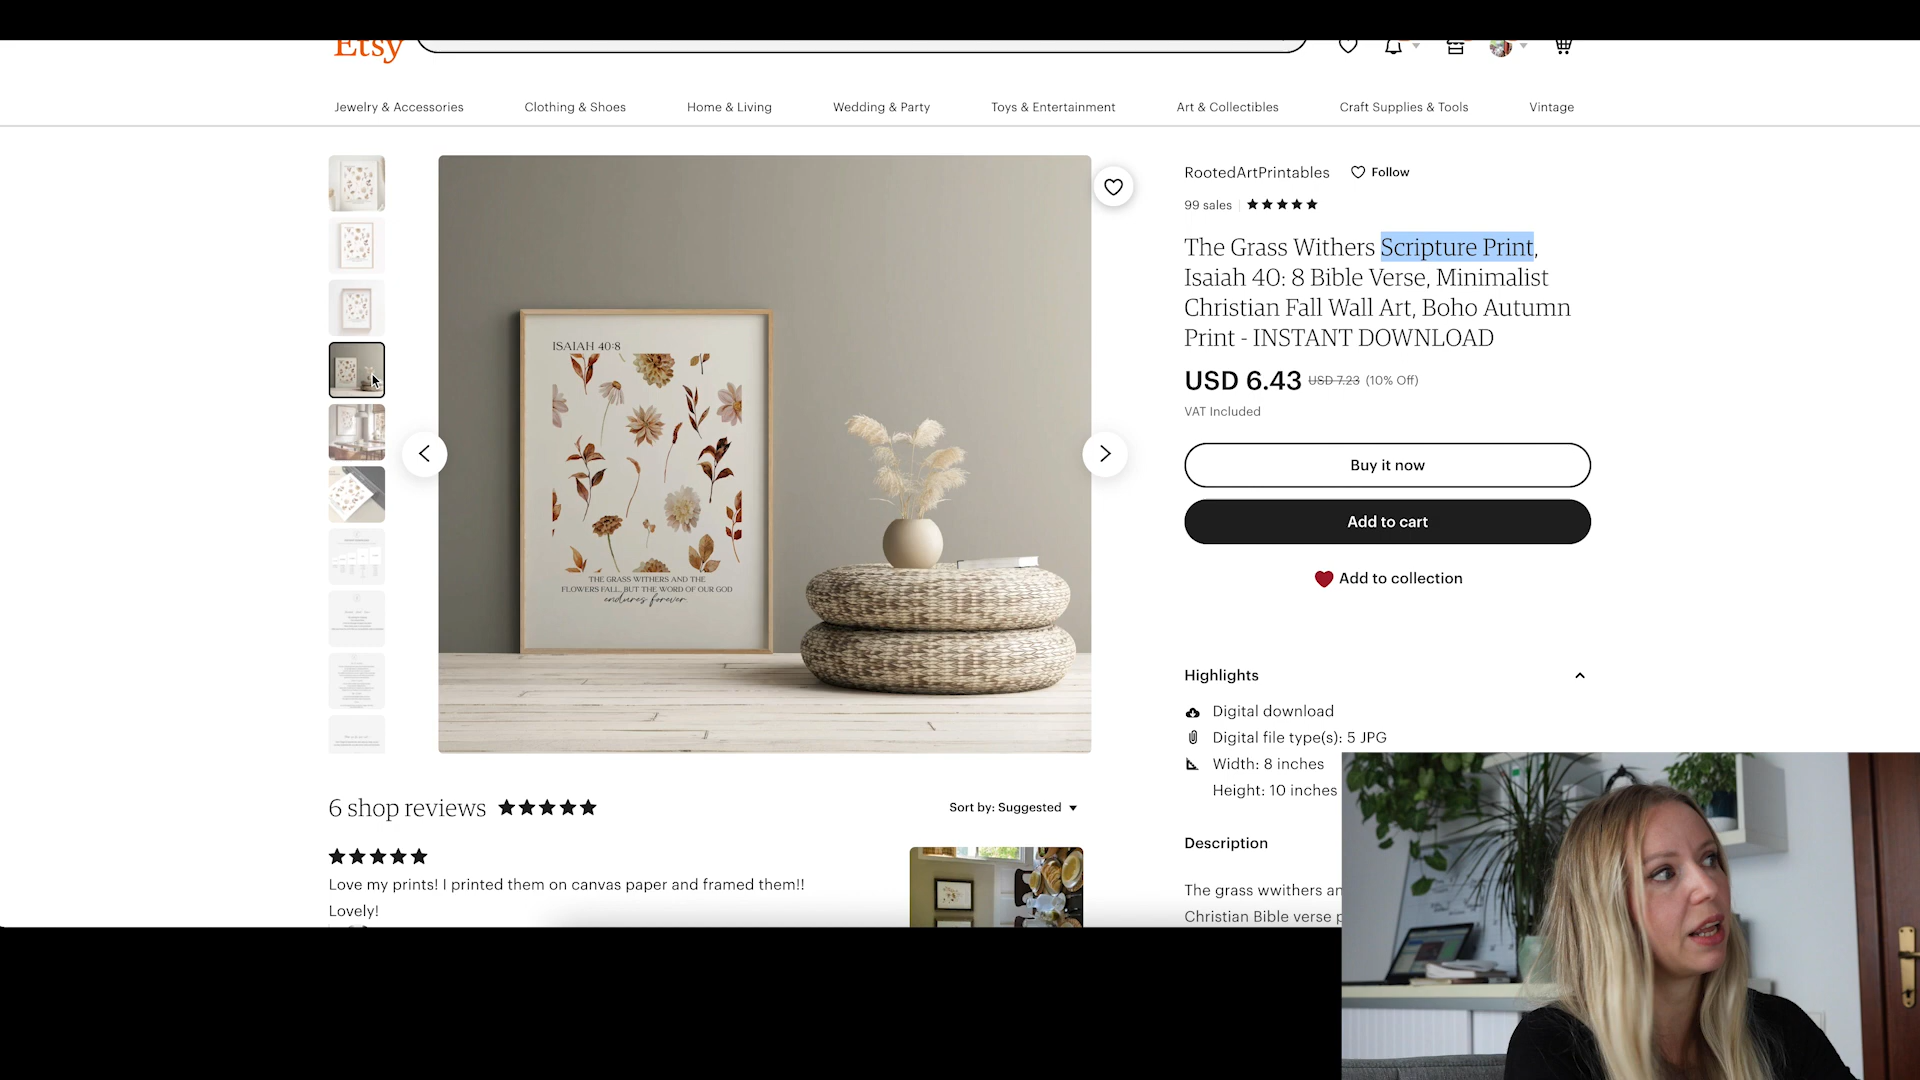 Etsy
Jewelry & Accessories
Clothing & Shoes
Home & Living
Wedding & Party
Toys & Entertainment
Art & Collectibles
Craft Supplies & Tools
Vintage
ISAIAH 40:8
THE GRASS WITHERS AND THE
FLOWERS FALL, BUT THE WORD OF OUR GOD
endures forever
RootedArtPrintables
Follow
99 sales
The Grass Withers Scripture Print,
Isaiah 40: 8 Bible Verse, Minimalist
Christian Fall Wall Art, Boho Autumn
Print - INSTANT DOWNLOAD
USD 6.43 USD 7.23 (10% Off)
VAT Included
Buy it now
Add to cart
Add to collection
Highlights
Digital download
Digital file type(s): 5 JPG
Width: 8 inches
Height: 10 inches
Description
The grass wwithers an
Christian Bible verse p
6 shop reviews
Sort by: Suggested
Love my prints! I printed them on canvas paper and framed them!!
Lovely!